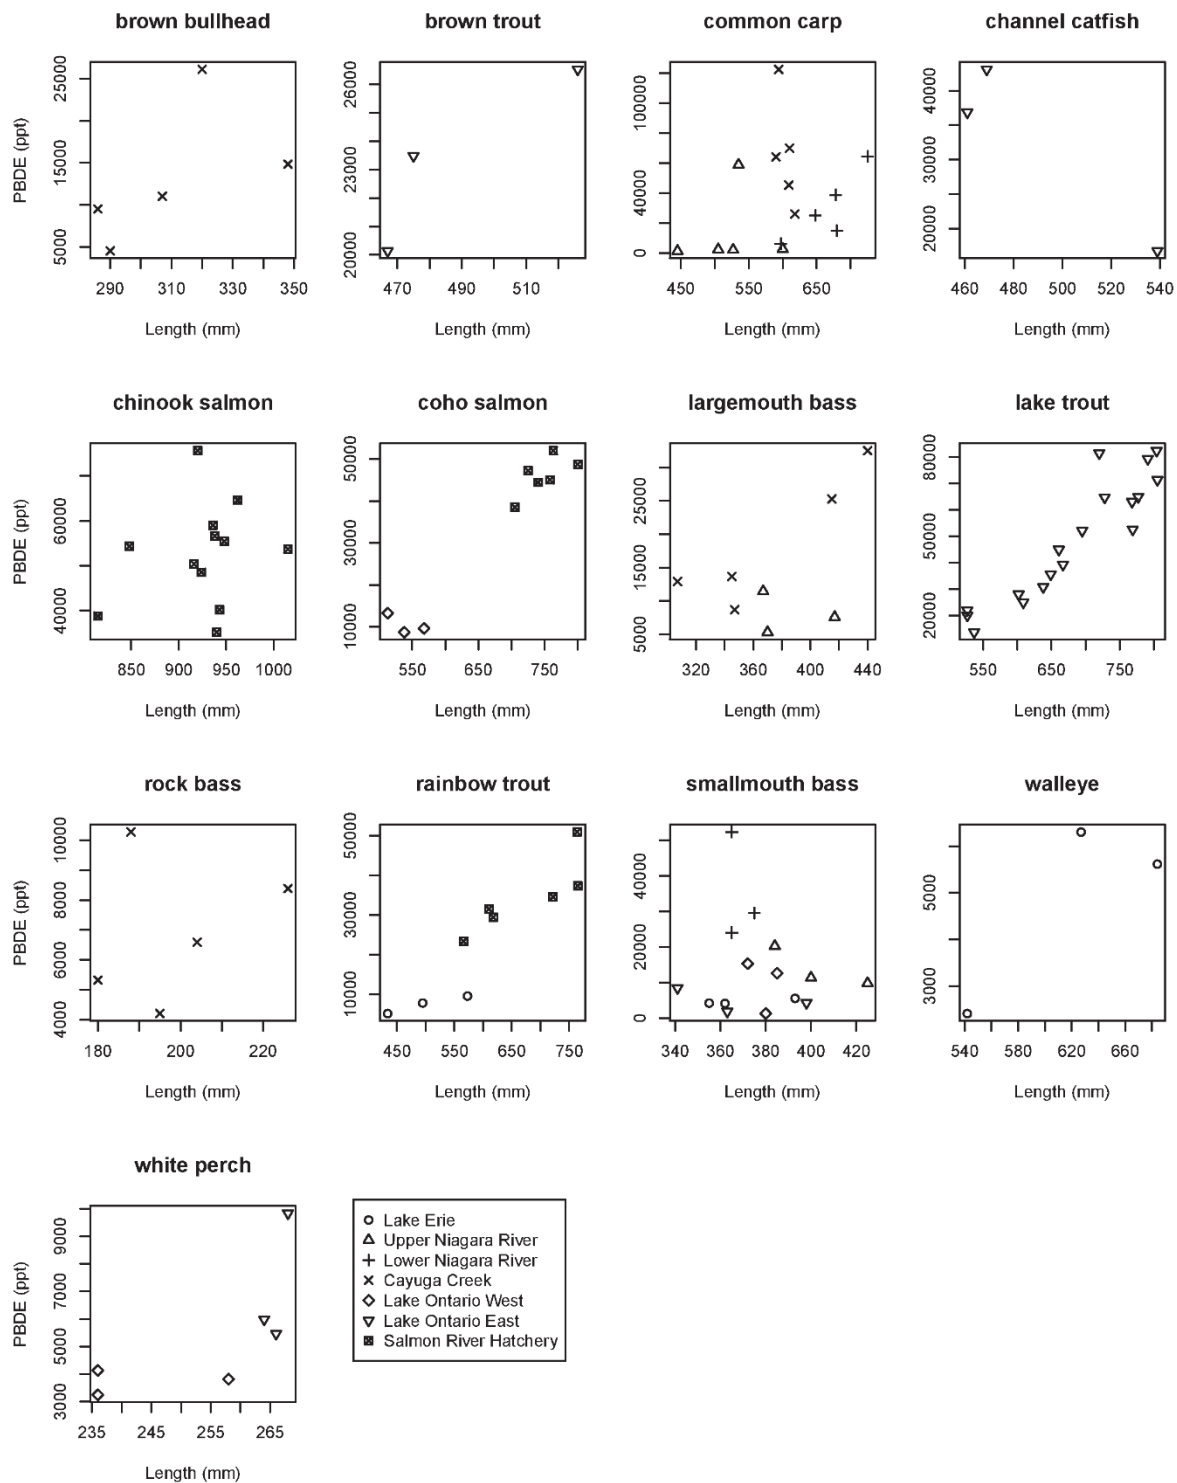 brown bullhead
PBDE (ppt)
5000 15000 25000
290 310 330 350
Length (mm)
brown trout
20000 23000 26000
470 490 510
Length (mm)
common carp
0 40000 100000
450 550 650
Length (mm)
channel catfish
20000 30000 40000
460 480 500 520 540
Length (mm)
chinook salmon
PBDE (ppt)
40000 60000
850 900 950 1000
Length (mm)
coho salmon
10000 30000 50000
550 650 750
Length (mm)
largemouth bass
5000 15000 25000
320 360 400 440
Length (mm)
lake trout
20000 50000 80000
550 650 750
Length (mm)
rock bass
PBDE (ppt)
4000 6000 8000 10000
180 200 220
Length (mm)
rainbow trout
10000 30000 50000
450 550 650 750
Length (mm)
smallmouth bass
0 20000 40000
340 360 380 400 420
Length (mm)
walleye
3000 5000
540 580 620 660
Length (mm)
white perch
PBDE (ppt)
3000 5000 7000 9000
235 245 255 265
Length (mm)
Lake Erie
Upper Niagara River
Lower Niagara River
Cayuga Creek
Lake Ontario West
Lake Ontario East
Salmon River Hatchery